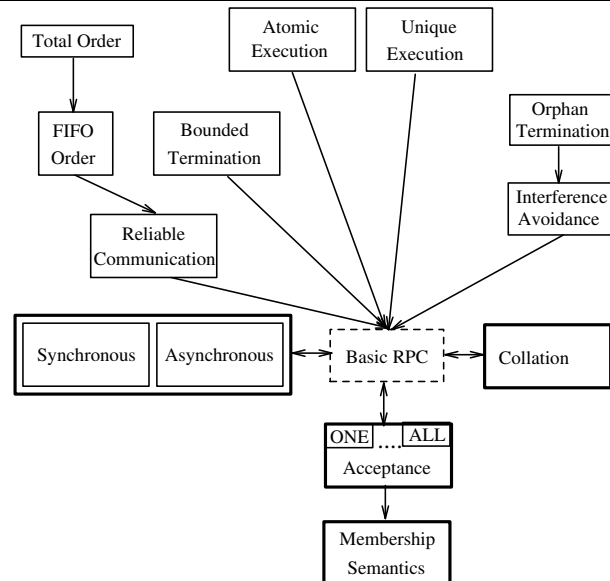 Total Order
Atomic
Execution
Unique
Execution
FIFO
Order
Bounded
Termination
Orphan
Termination
Reliable
Communication
Interference
Avoidance
Synchronous
Asynchronous
Basic RPC
Collation
ONE
....
ALL
Acceptance
Membership
Semantics